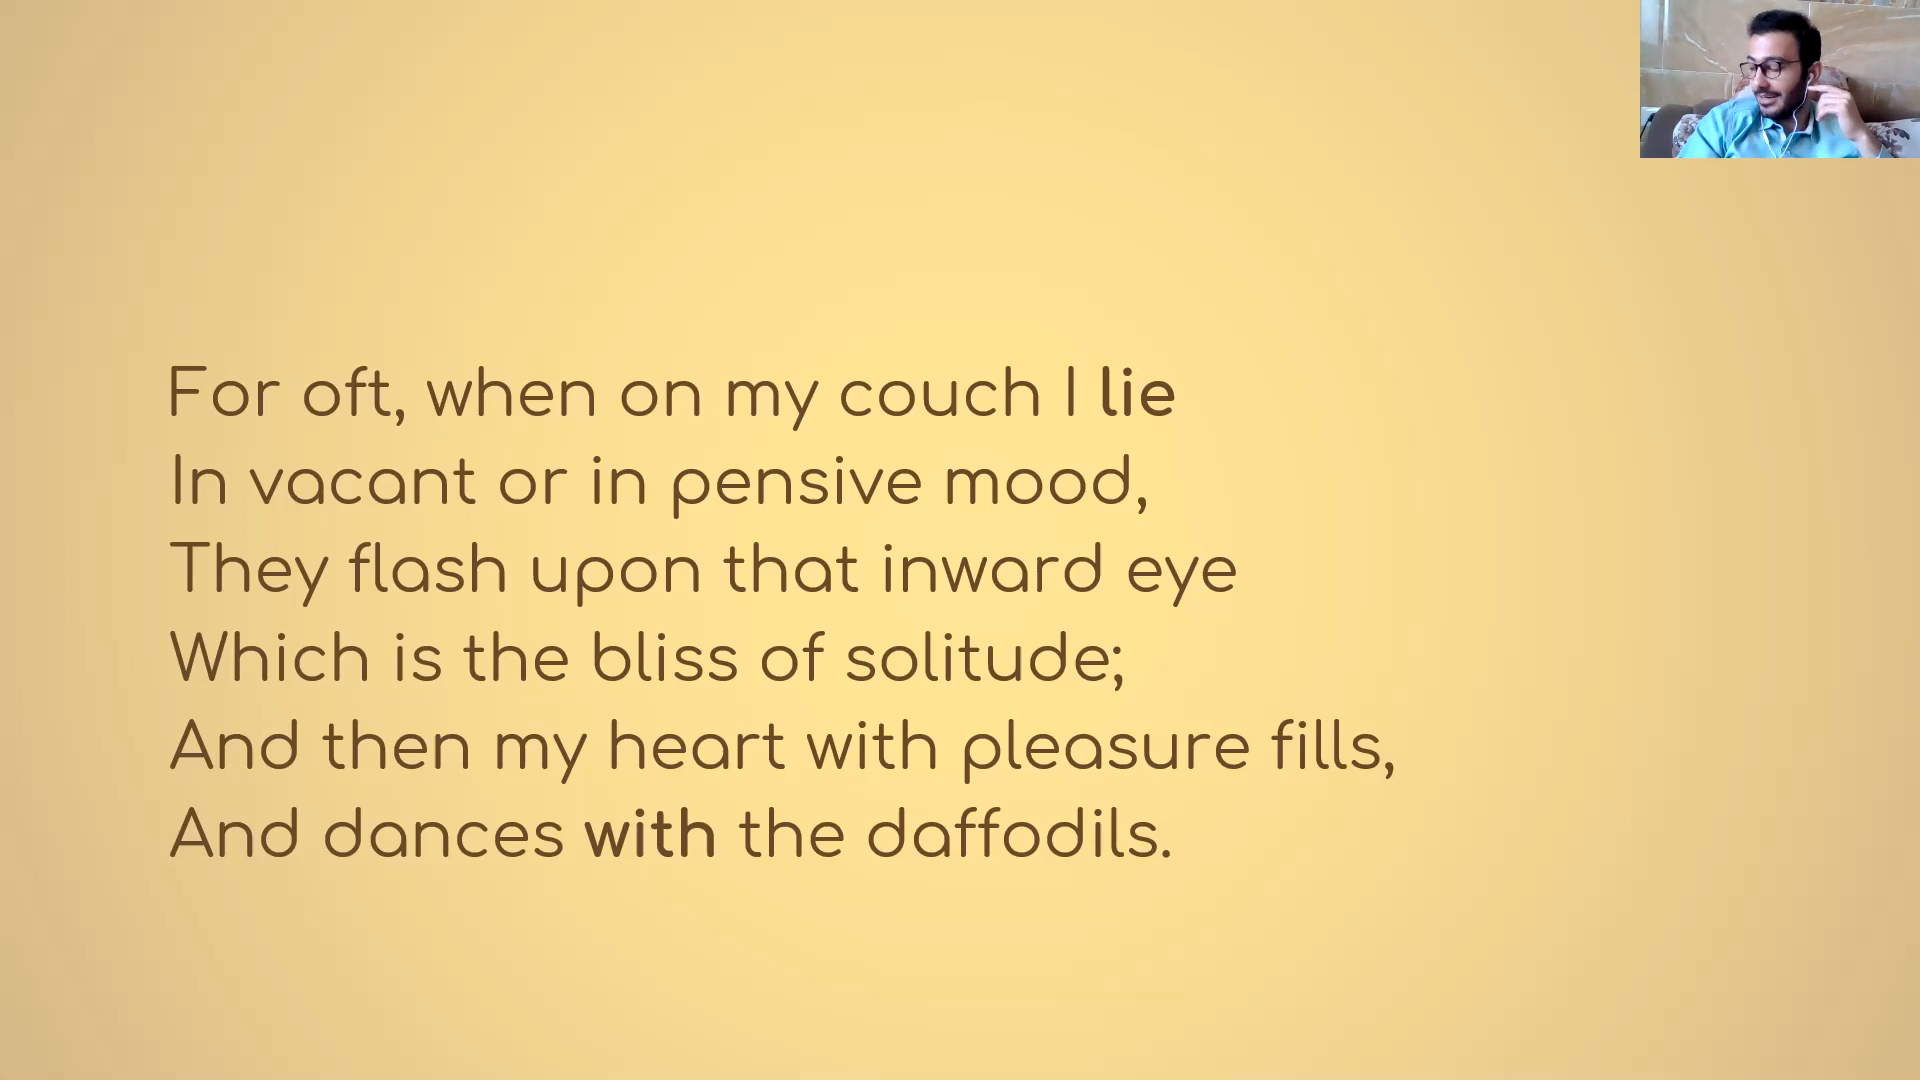 For oft, when on my couch I lie
In vacant or in pensive mood,
They flash upon that inward eye
Which is the bliss of solitude;
And then my heart with pleasure fills,
And dances with the daffodils.